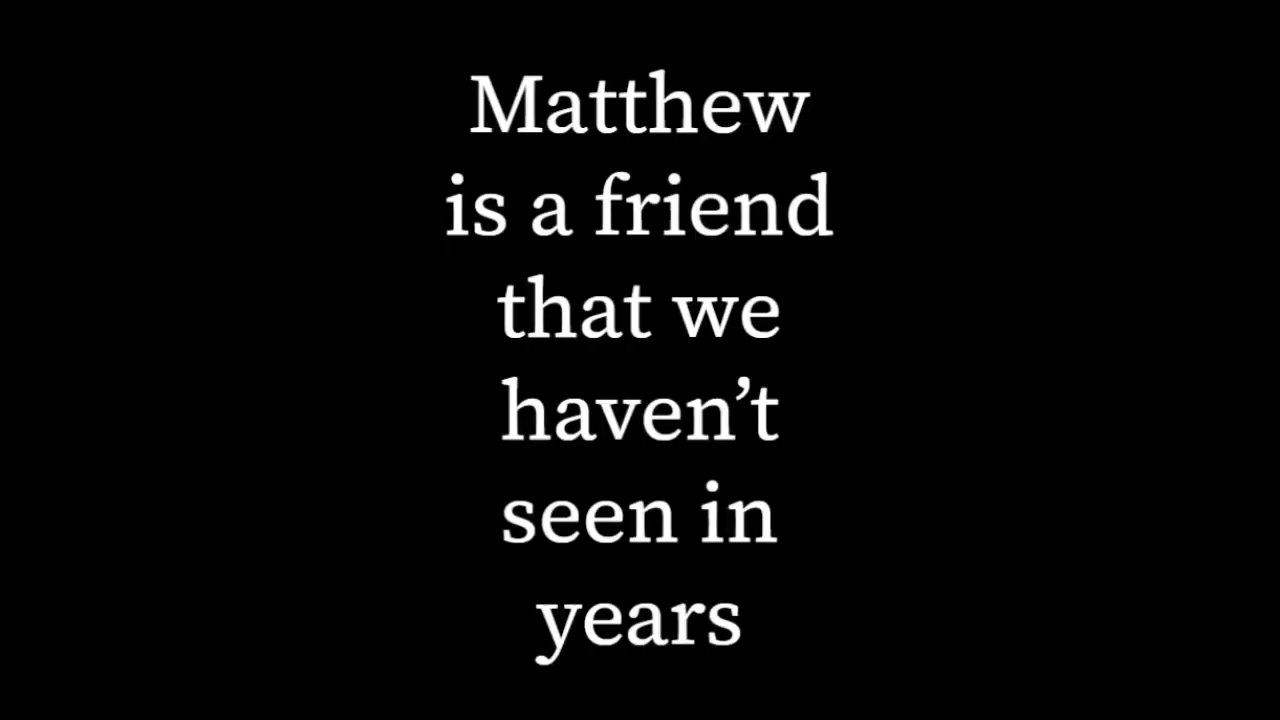 Matthew
is a friend
that we
haven’t
seen in
years